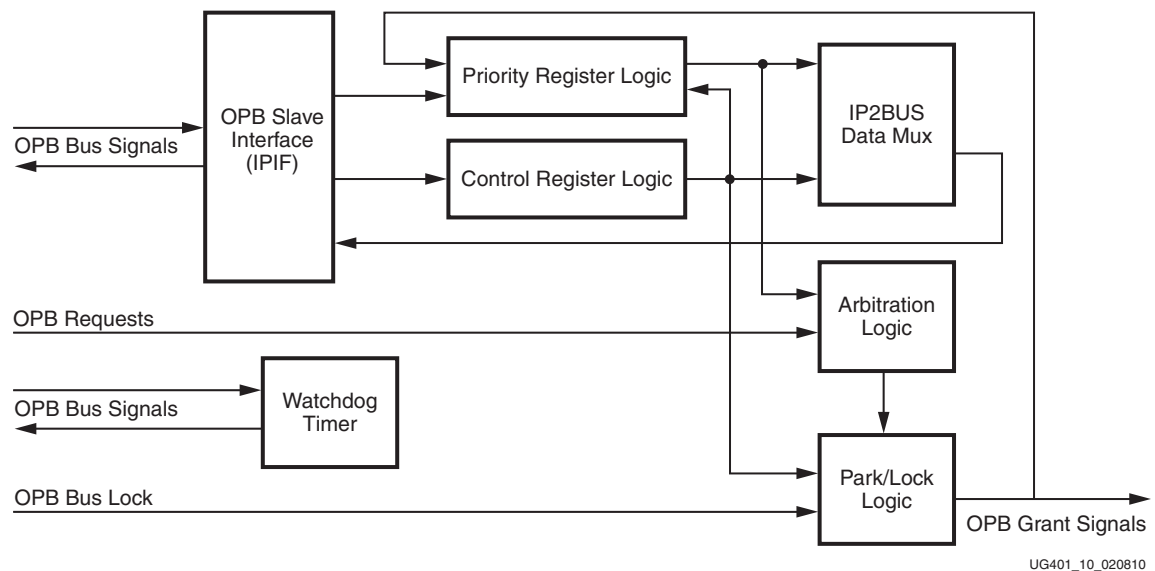 OPB Slave
Interface
(IPIF)
Priority Register Logic
IP2BUS
Data Mux
OPB Bus Signals
Control Register Logic
OPB Requests
Arbitration
Logic
OPB Bus Signals
Watchdog
Timer
OPB Bus Lock
Park/Lock
Logic
OPB Grant Signals
UG401_10_020810